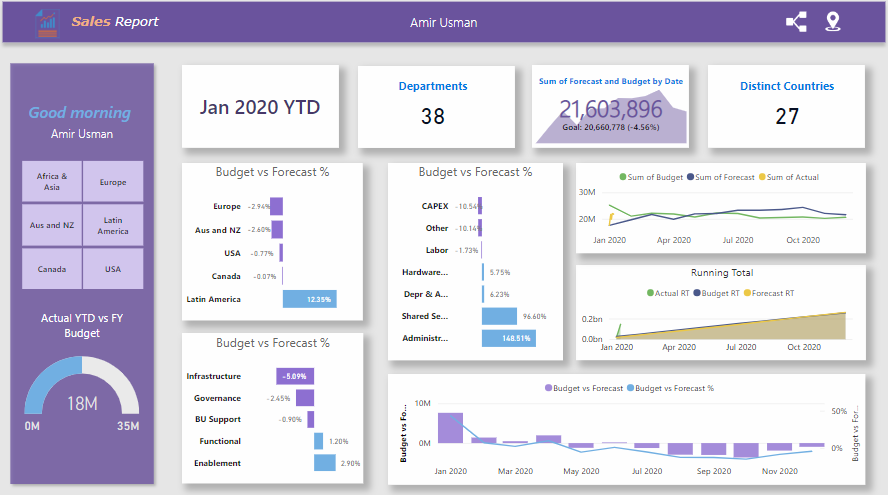 Sales Report
Amir Usman
Good morning
Amir Usman
Africa &
Asia
Europe
Aus and NZ
Latin
America
Canada
USA
Actual YTD vs FY
Budget
18M
0M
35M
Jan 2020 YTD
Departments
38
Sum of Forecast and Budget by Date
21,603,896
Goal: 20,660,778 (-4.56%)
Distinct Countries
27
Budget vs Forecast %
Europe -2.94%
Aus and NZ -2.60%
USA -0.77%
Canada -0.07%
Latin America 12.35%
Budget vs Forecast %
CAPEX -10.54%
Other -10.14%
Labor -1.73%
Hardware... 5.75%
Depr & A... 6.23%
Shared Se... 96.60%
Administr... 148.51%
Sum of Budget Sum of Forecast Sum of Actual
30M
20M
Jan 2020 Apr 2020 Jul 2020 Oct 2020
Running Total
Actual RT Budget RT Forecast RT
0.2bn
0.0bn
Jan 2020 Apr 2020 Jul 2020 Oct 2020
Budget vs Forecast %
Infrastructure -5.09%
Governance -2.45%
BU Support -0.90%
Functional 1.20%
Enablement 2.90%
Budget vs Forecast Budget vs Forecast %
Budget vs Fo...
10M
0M
50%
0%
Budget vs For...
Jan 2020 Mar 2020 May 2020 Jul 2020 Sep 2020 Nov 2020